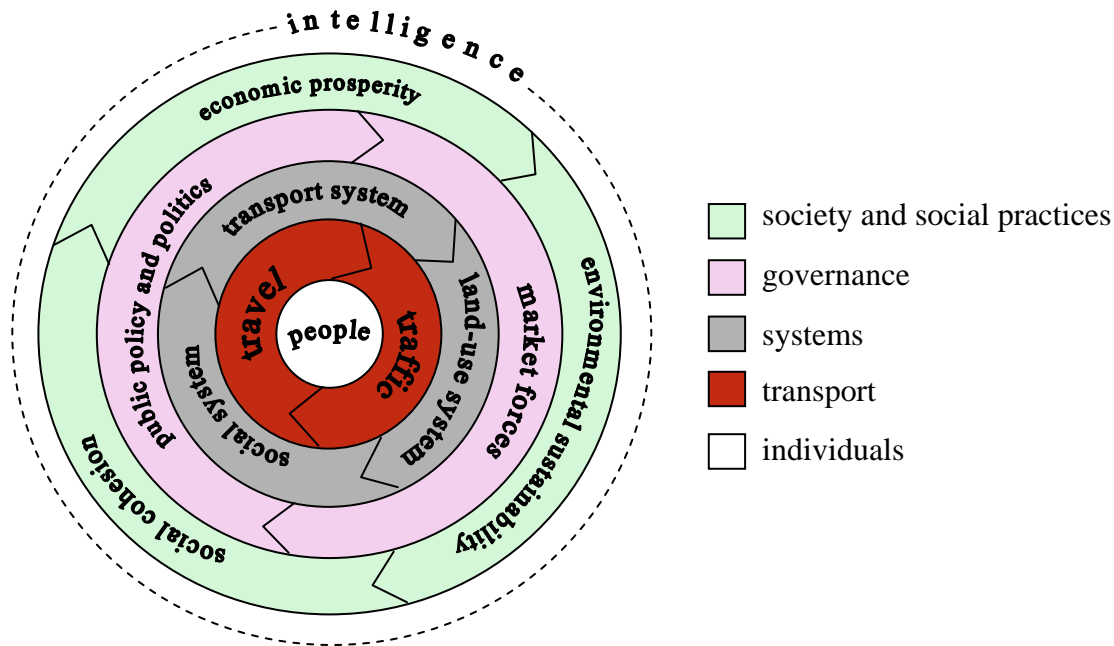 intelligence
economic prosperity
environmental sustainability
social cohesion
public policy and politics
market forces
transport system
land-use system
social system
travel
traffic
people
society and social practices
governance
systems
transport
individuals